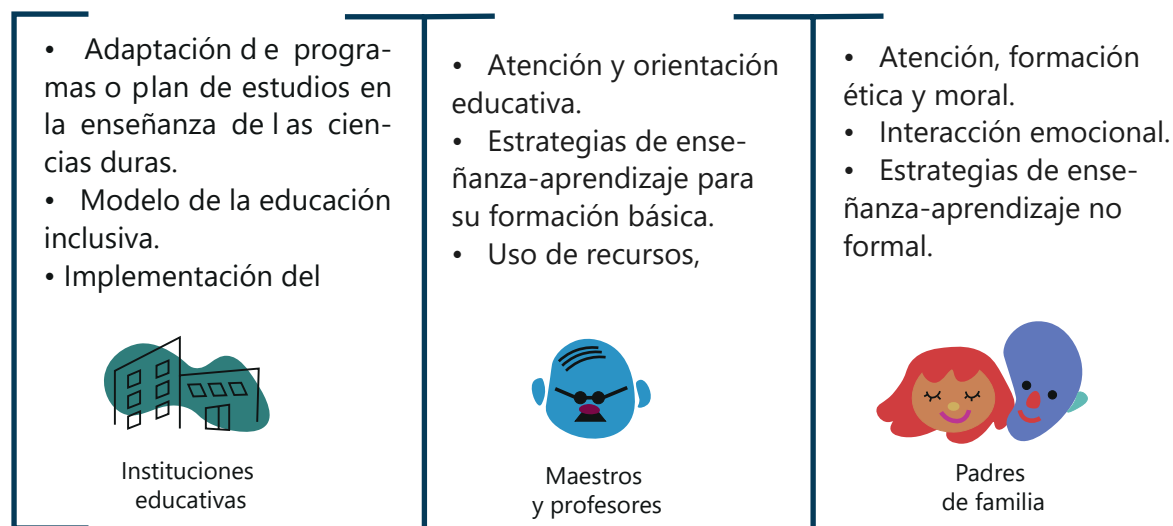 • Adaptación d e progra-
mas o plan de estudios en
la enseñanza de l as cien-
cias duras.
• Modelo de la educación
inclusiva.
• Implementación del
Instituciones
educativas
• Atención y orientación
educativa.
• Estrategias de ense-
ñanza-aprendizaje para
su formación básica.
• Uso de recursos,
Maestros
y profesores
• Atención, formación
ética y moral.
• Interacción emocional.
• Estrategias de ense-
ñanza-aprendizaje no
formal.
Padres
de familia